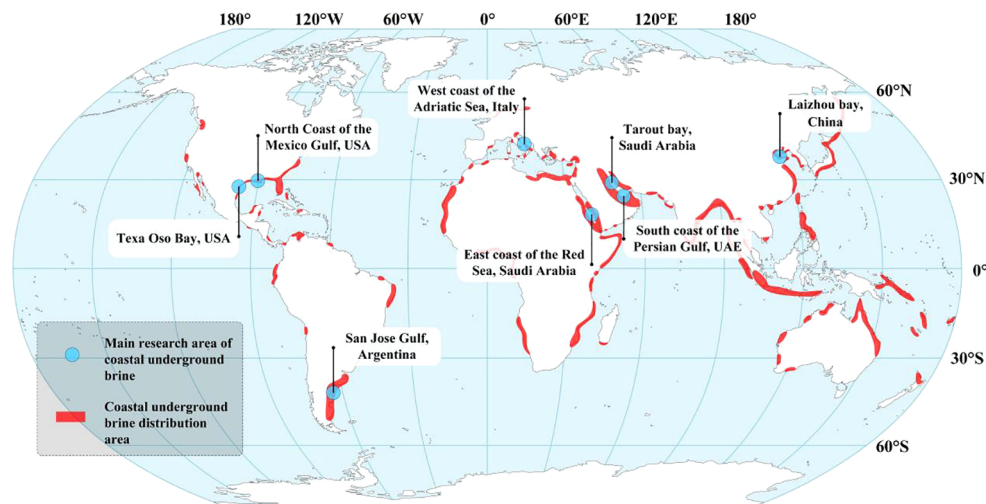 180°
60°W
0°
60°E
120°E
180°
60°N
30°N
0°
30°S
60°S
West coast of the
Adriatic Sea, Italy
Laizhou bay,
China
North Coast of the
Mexico Gulf, USA
Tarout bay,
Saudi Arabia
Texa Oso Bay, USA
South coast of the
Persian Gulf, UAE
East coast of the Red
Sea, Saudi Arabia
San Jose Gulf,
Argentina
Main research area of
coastal underground
brine
Coastal underground
brine distribution
area